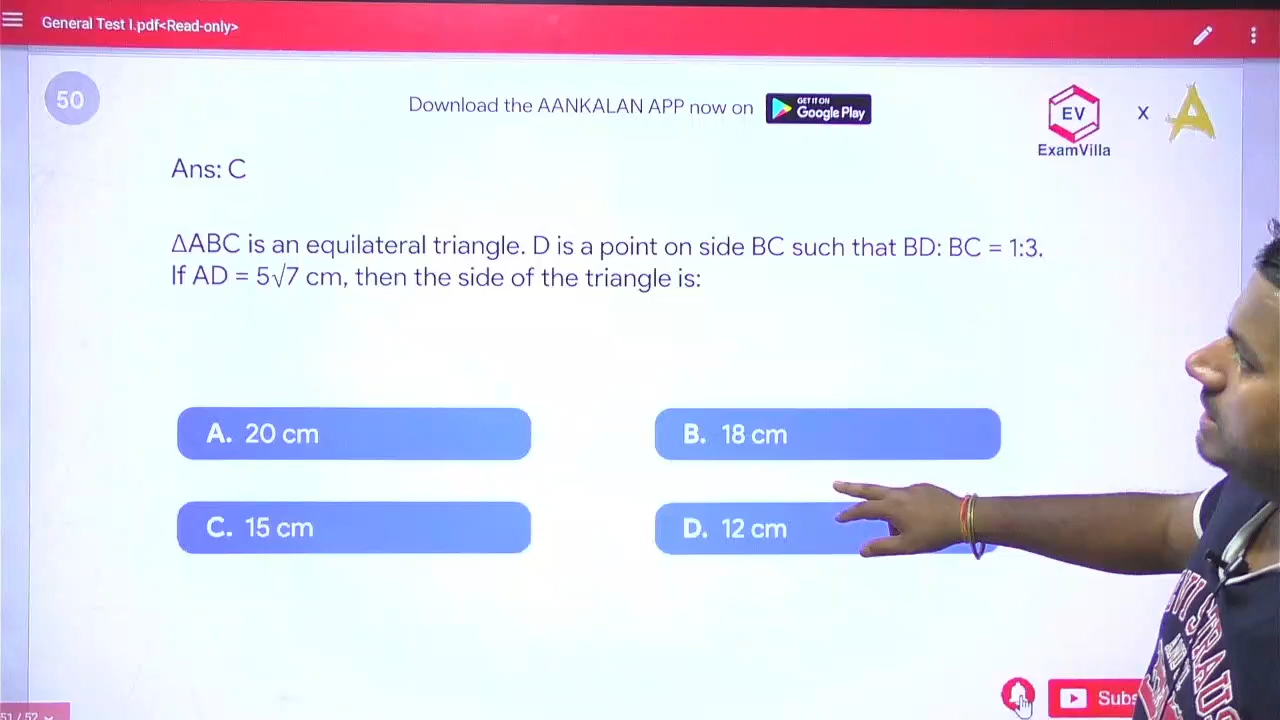 General Test I.pdf<Read-only>
50
Download the AANKALAN APP now on
GET IT ON
Google Play
EV
X
ExamVilla
Ans: C
ΔABC is an equilateral triangle. D is a point on side BC such that BD: BC = 1:3.
If AD = 5√7 cm, then the side of the triangle is:
A. 20 cm
B. 18 cm
C. 15 cm
D. 12 cm
51 / 52